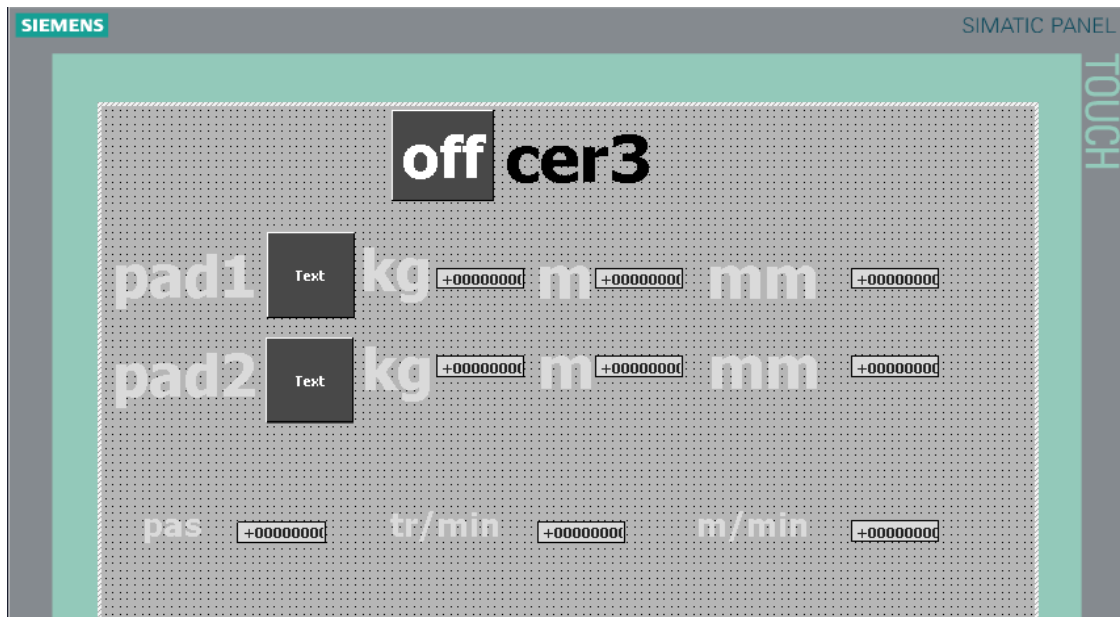 SIEMENS SIMATIC PANEL
TOUCH
off cer3
pad1 Text kg +00000000 m +00000000 mm +00000000
pad2 Text kg +00000000 m +00000000 mm +00000000
pas +00000000 tr/min +00000000 m/min +00000000